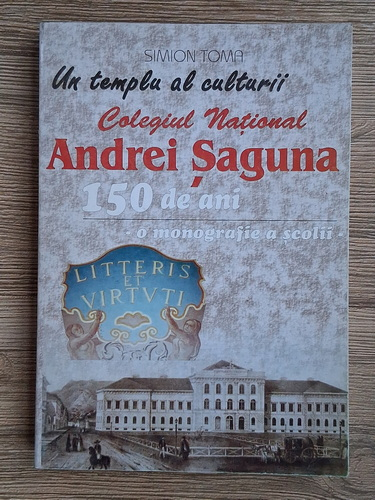 SIMION TOMA
Un templu al culturii
Colegiul Național
Andrei Șaguna
150 de ani
- o monografie a școlii -
LITTERIS
ET
VIRTVTI